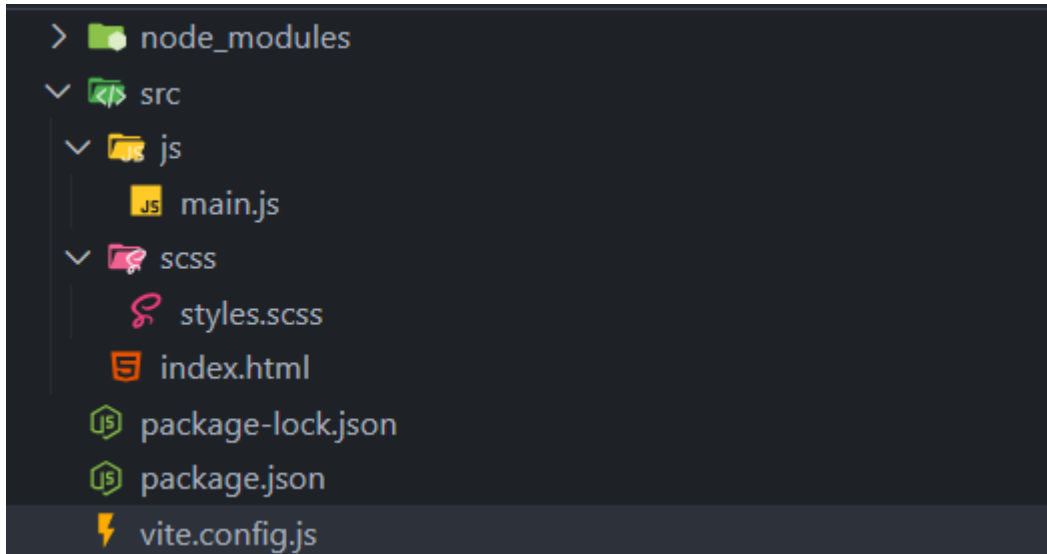 node_modules
src
js
main.js
scss
styles.scss
index.html
package-lock.json
package.json
vite.config.js